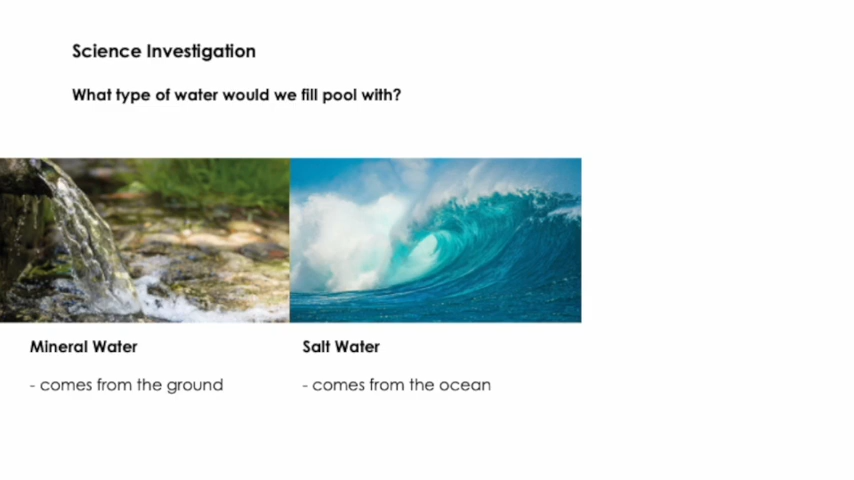 Science Investigation
What type of water would we fill pool with?
Mineral Water
- comes from the ground
Salt Water
- comes from the ocean